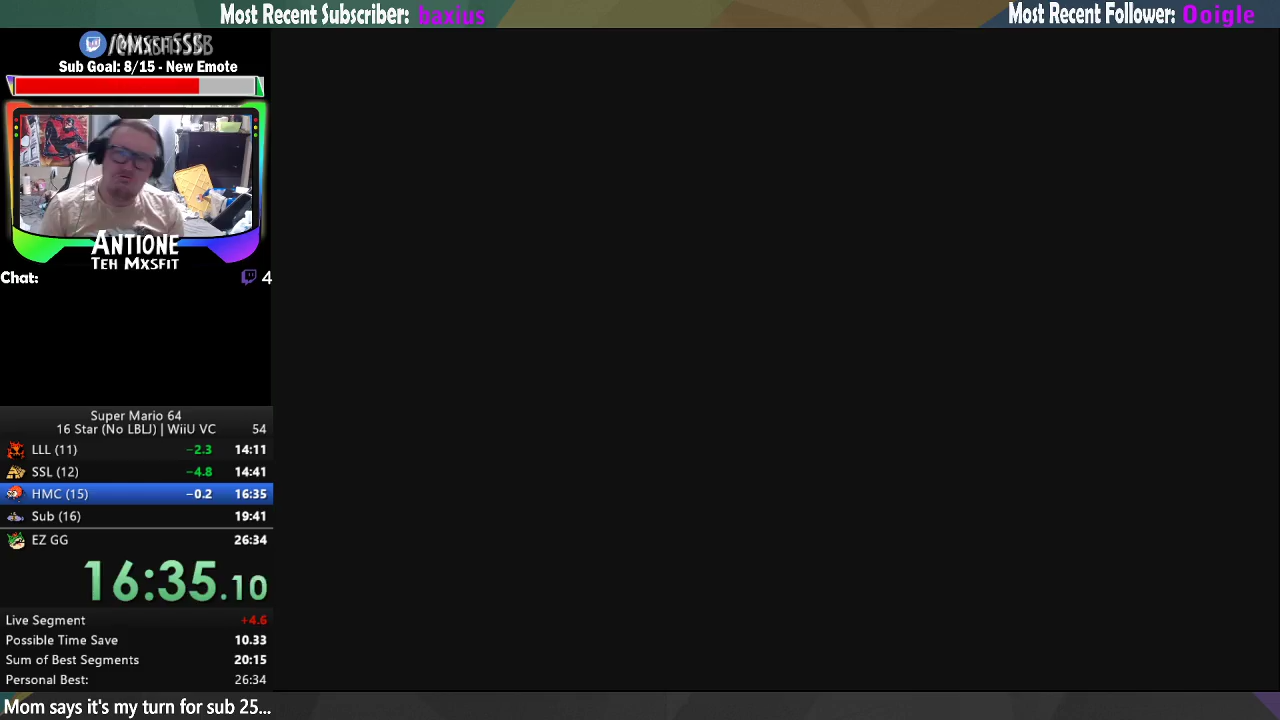 Most Recent Subscriber: baxius
Most Recent Follower: Ooigle
Sub Goal: 8/15 - New Emote
ANTIONE
TEH MXSFIT
Chat:
4
Super Mario 64
16 Star (No LBLJ) | WiiU VC 54
LLL (11) −2.3 14:11
SSL (12) −4.8 14:41
HMC (15) −0.2 16:35
Sub (16) 19:41
EZ GG 26:34
16:35.10
Live Segment +4.6
Possible Time Save 10.33
Sum of Best Segments 20:15
Personal Best: 26:34
Mom says it's my turn for sub 25...